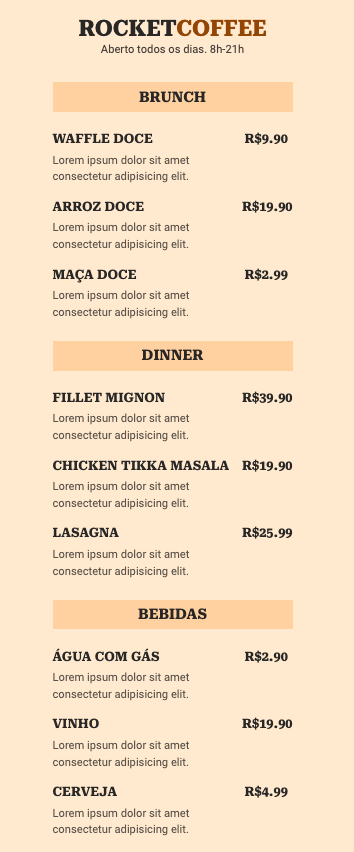 ROCKETCOFFEE
Aberto todos os dias. 8h-21h
BRUNCH
WAFFLE DOCE R$9.90
Lorem ipsum dolor sit amet
consectetur adipisicing elit.
ARROZ DOCE R$19.90
Lorem ipsum dolor sit amet
consectetur adipisicing elit.
MAÇA DOCE R$2.99
Lorem ipsum dolor sit amet
consectetur adipisicing elit.
DINNER
FILLET MIGNON R$39.90
Lorem ipsum dolor sit amet
consectetur adipisicing elit.
CHICKEN TIKKA MASALA R$19.90
Lorem ipsum dolor sit amet
consectetur adipisicing elit.
LASAGNA R$25.99
Lorem ipsum dolor sit amet
consectetur adipisicing elit.
BEBIDAS
ÁGUA COM GÁS R$2.90
Lorem ipsum dolor sit amet
consectetur adipisicing elit.
VINHO R$19.90
Lorem ipsum dolor sit amet
consectetur adipisicing elit.
CERVEJA R$4.99
Lorem ipsum dolor sit amet
consectetur adipisicing elit.